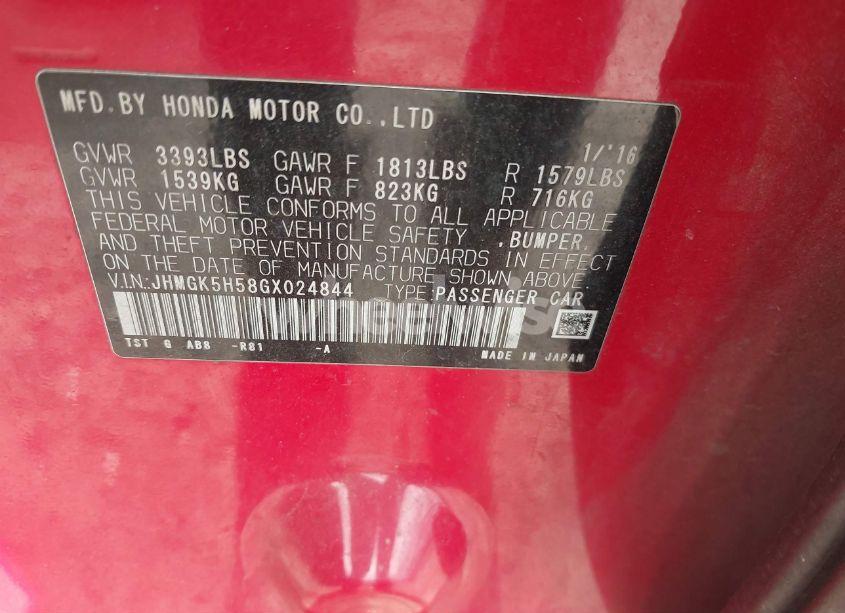 MFD. BY HONDA MOTOR CO., LTD
1/'16
GVWR 3393LBS GAWR F 1813LBS R 1579LBS
GVWR 1539KG GAWR F 823KG R 716KG
THIS VEHICLE CONFORMS TO ALL APPLICABLE
FEDERAL MOTOR VEHICLE SAFETY ,BUMPER,
AND THEFT PREVENTION STANDARDS IN EFFECT
ON THE DATE OF MANUFACTURE SHOWN ABOVE.
V.IN:JHMGK5H58GX024844 TYPE:PASSENGER CAR
TST G AB8 -R81 -A MADE IN JAPAN